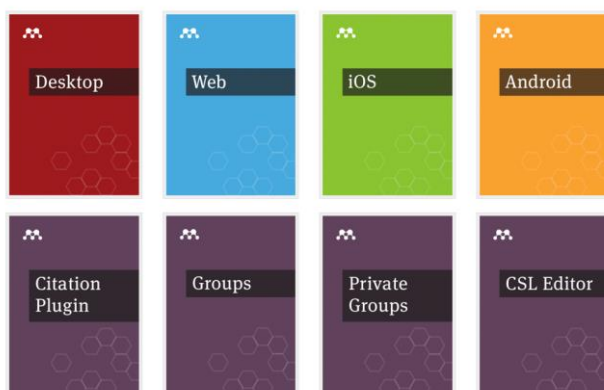 Desktop
Web
iOS
Android
Citation
Plugin
Groups
Private
Groups
CSL Editor